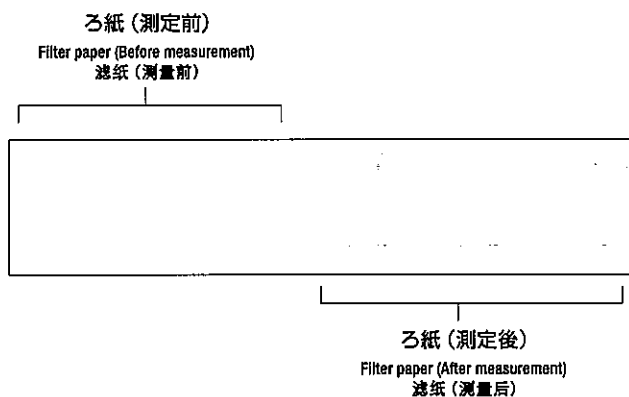 ろ紙（測定前）
Filter paper (Before measurement)
滤纸（测量前）
ろ紙（測定後）
Filter paper (After measurement)
滤纸（测量后）